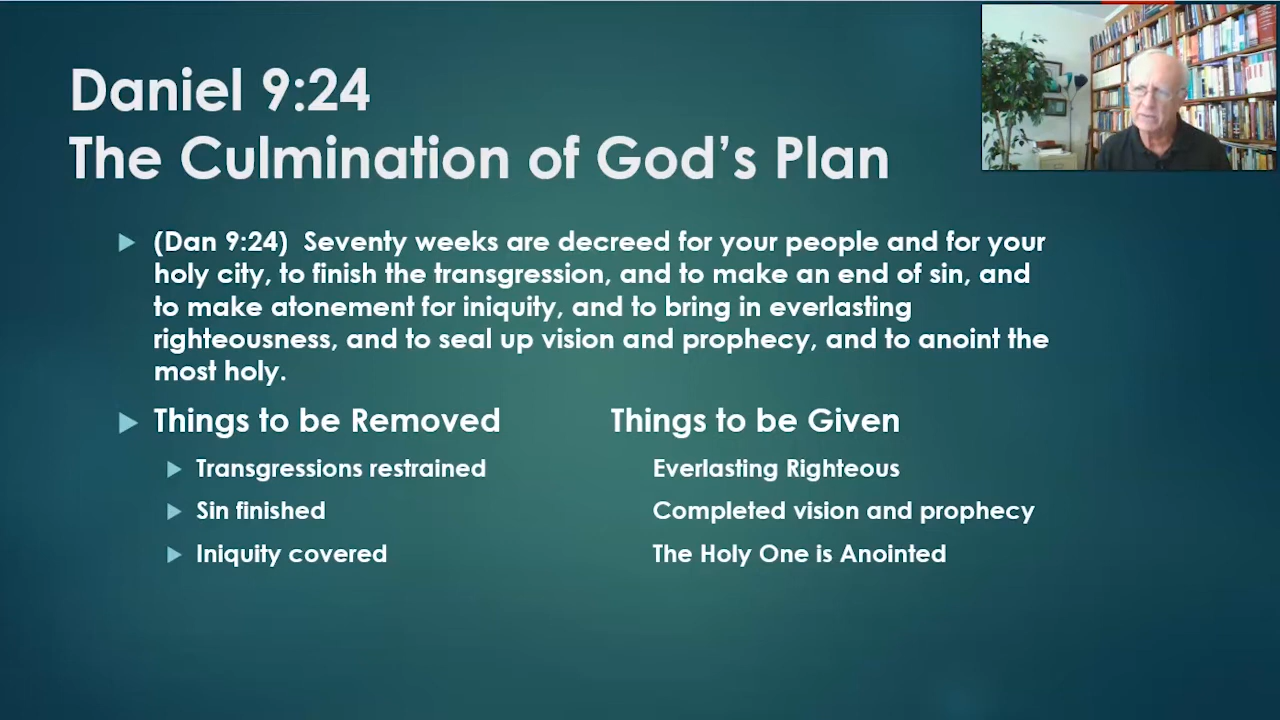 Daniel 9:24
The Culmination of God's Plan
(Dan 9:24) Seventy weeks are decreed for your people and for your
holy city, to finish the transgression, and to make an end of sin, and
to make atonement for iniquity, and to bring in everlasting
righteousness, and to seal up vision and prophecy, and to anoint the
most holy.
Things to be Removed Things to be Given
Transgressions restrained Everlasting Righteous
Sin finished Completed vision and prophecy
Iniquity covered The Holy One is Anointed